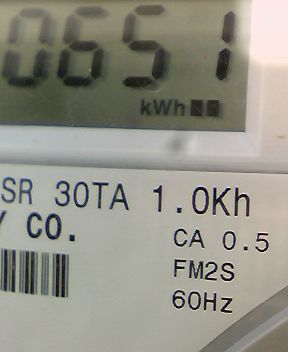 0651
kWh
SR 30TA 1.0Kh
Y CO.
CA 0.5
FM2S
60Hz